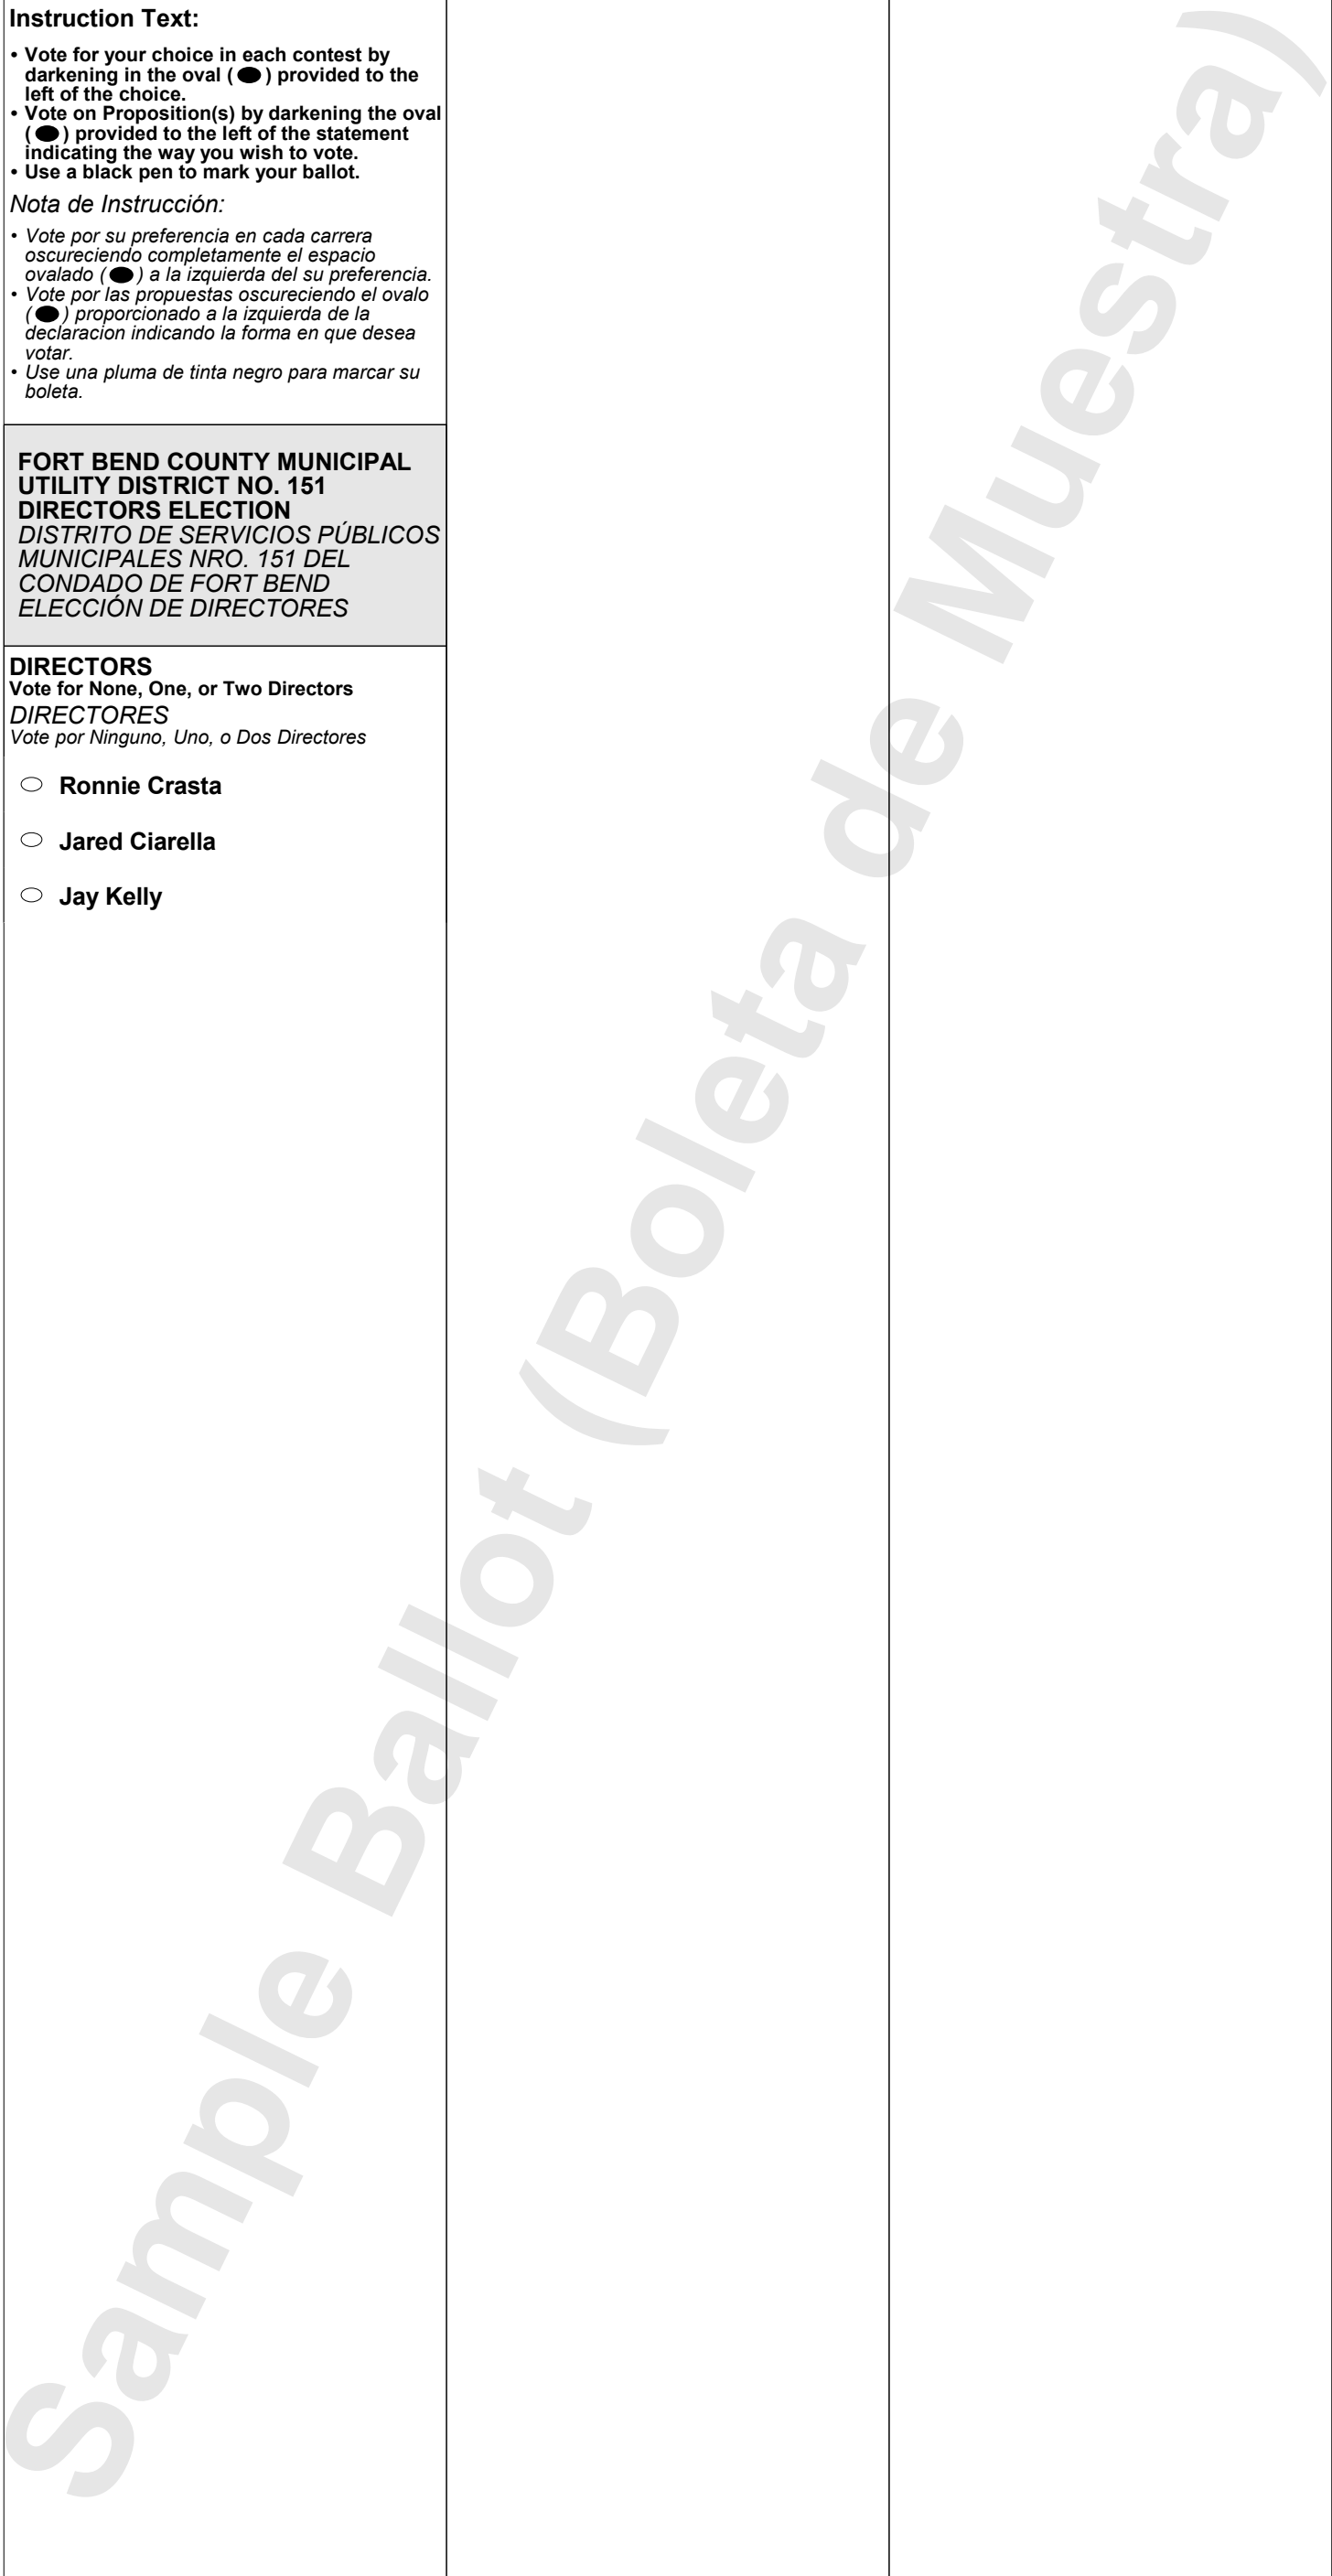 Instruction Text:
• Vote for your choice in each contest by
darkening in the oval ( ) provided to the
left of the choice.
• Vote on Proposition(s) by darkening the oval
( ) provided to the left of the statement
indicating the way you wish to vote.
• Use a black pen to mark your ballot.
Nota de Instrucción:
• Vote por su preferencia en cada carrera
oscureciendo completamente el espacio
ovalado ( ) a la izquierda del su preferencia.
• Vote por las propuestas oscureciendo el ovalo
( ) proporcionado a la izquierda de la
declaracion indicando la forma en que desea
votar.
• Use una pluma de tinta negro para marcar su
boleta.
FORT BEND COUNTY MUNICIPAL
UTILITY DISTRICT NO. 151
DIRECTORS ELECTION
DISTRITO DE SERVICIOS PÚBLICOS
MUNICIPALES NRO. 151 DEL
CONDADO DE FORT BEND
ELECCIÓN DE DIRECTORES
DIRECTORS
Vote for None, One, or Two Directors
DIRECTORES
Vote por Ninguno, Uno, o Dos Directores
Ronnie Crasta
Jared Ciarella
Jay Kelly
Sample Ballot (Boleta de Muestra)